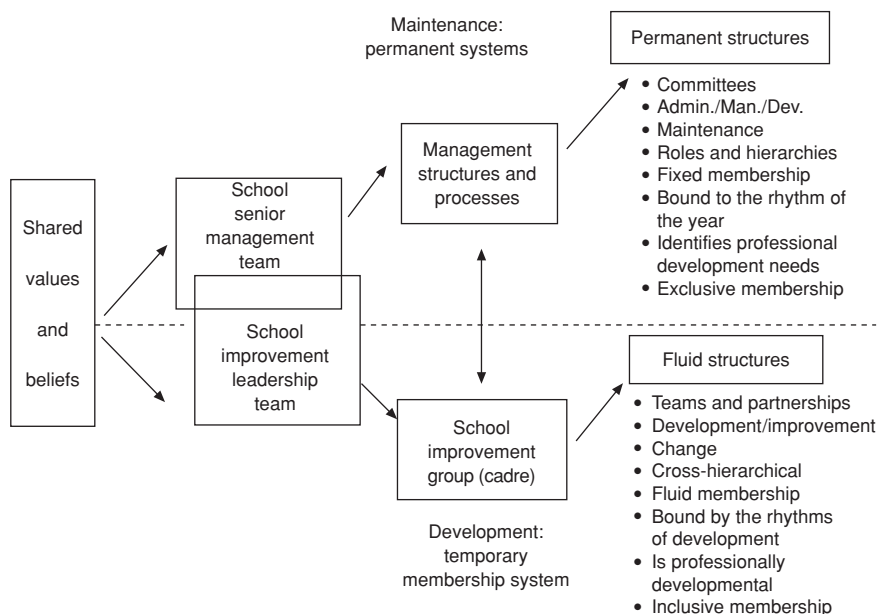 Maintenance:
permanent systems
Permanent structures
• Committees
• Admin./Man./Dev.
• Maintenance
• Roles and hierarchies
• Fixed membership
• Bound to the rhythm of
the year
• Identifies professional
development needs
• Exclusive membership
Management
structures and
processes
School
senior
management
team
Shared
values
and
beliefs
School
improvement
leadership
team
School
improvement
group (cadre)
Development:
temporary
membership system
Fluid structures
• Teams and partnerships
• Development/improvement
• Change
• Cross-hierarchical
• Fluid membership
• Bound by the rhythms
of development
• Is professionally
developmental
• Inclusive membership